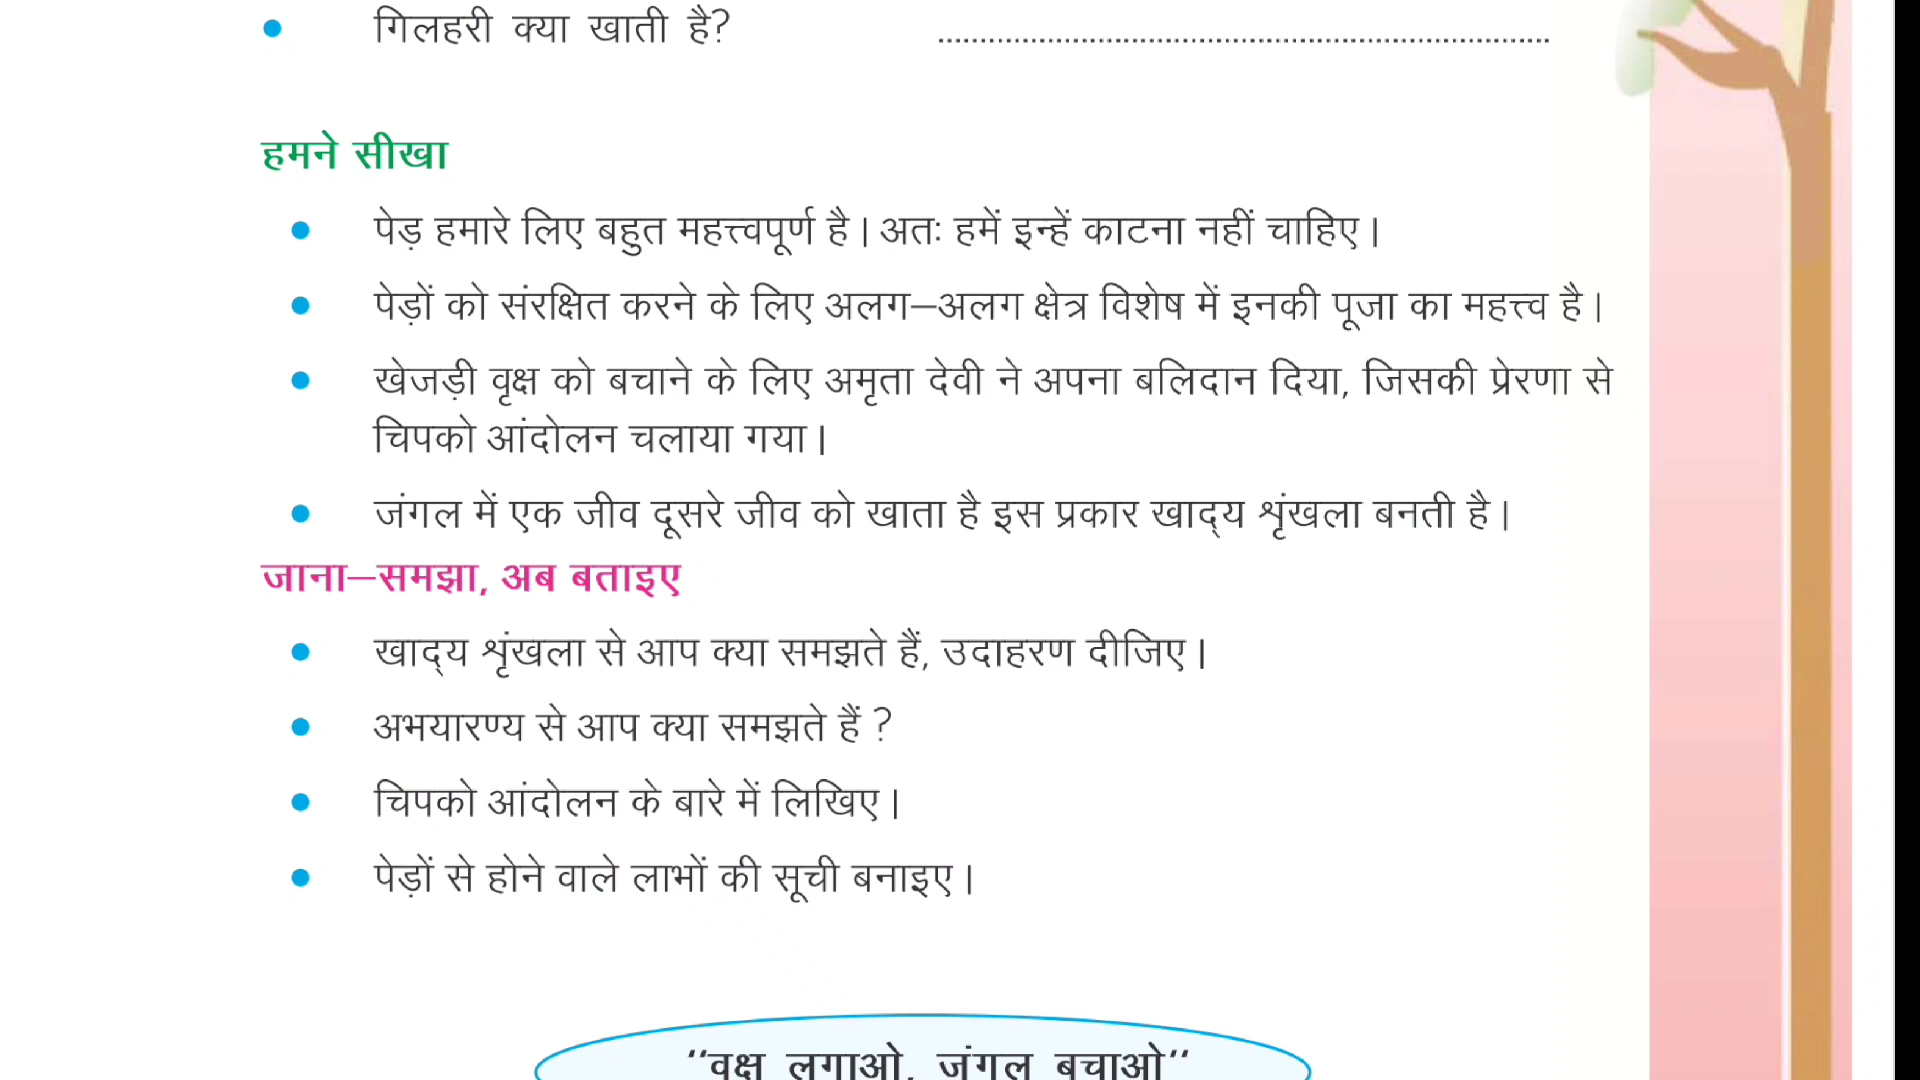 • गिलहरी क्या खाती है? ........................................................................
हमने सीखा
• पेड़ हमारे लिए बहुत महत्त्वपूर्ण है। अतः हमें इन्हें काटना नहीं चाहिए।
• पेड़ों को संरक्षित करने के लिए अलग–अलग क्षेत्र विशेष में इनकी पूजा का महत्त्व है।
• खेजड़ी वृक्ष को बचाने के लिए अमृता देवी ने अपना बलिदान दिया, जिसकी प्रेरणा से
चिपको आंदोलन चलाया गया।
• जंगल में एक जीव दूसरे जीव को खाता है इस प्रकार खाद्य शृंखला बनती है।
जाना–समझा, अब बताइए
• खाद्य शृंखला से आप क्या समझते हैं, उदाहरण दीजिए।
• अभयारण्य से आप क्या समझते हैं ?
• चिपको आंदोलन के बारे में लिखिए।
• पेड़ों से होने वाले लाभों की सूची बनाइए।
‘‘वृक्ष लगाओ, जंगल बचाओ’’